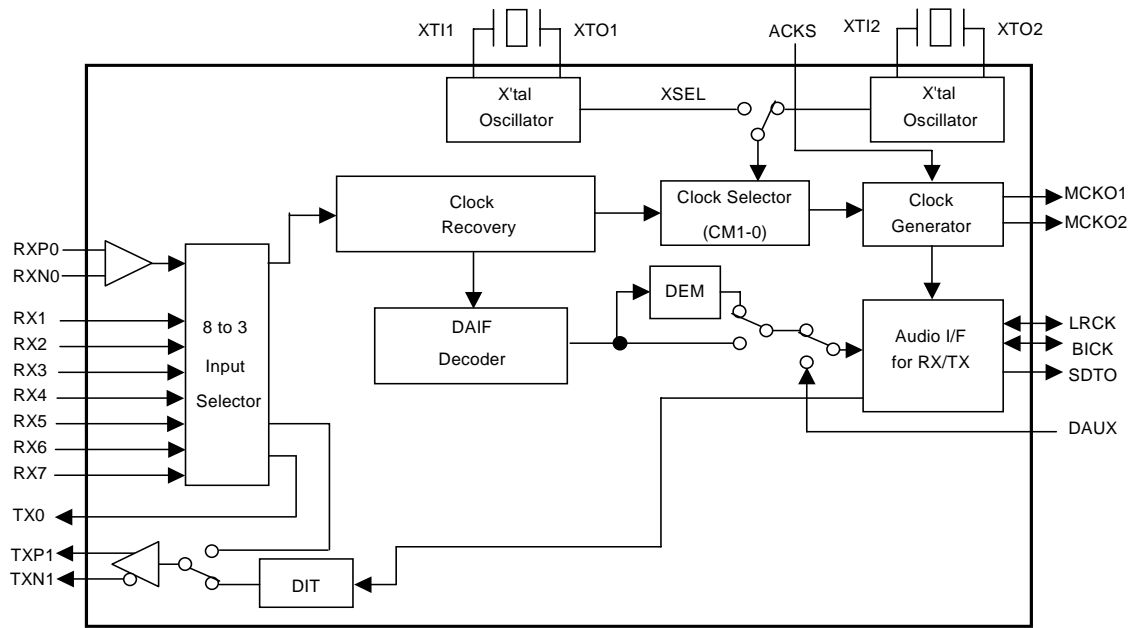 XTI1
XTO1
ACKS
XTI2
XTO2
X'tal
Oscillator
XSEL
X'tal
Oscillator
Clock
Recovery
Clock Selector
(CM1-0)
Clock
Generator
MCKO1
MCKO2
RXP0
RXN0
RX1
RX2
RX3
RX4
RX5
RX6
RX7
8 to 3
Input
Selector
DAIF
Decoder
DEM
Audio I/F
for RX/TX
LRCK
BICK
SDTO
DAUX
TX0
TXP1
TXN1
DIT